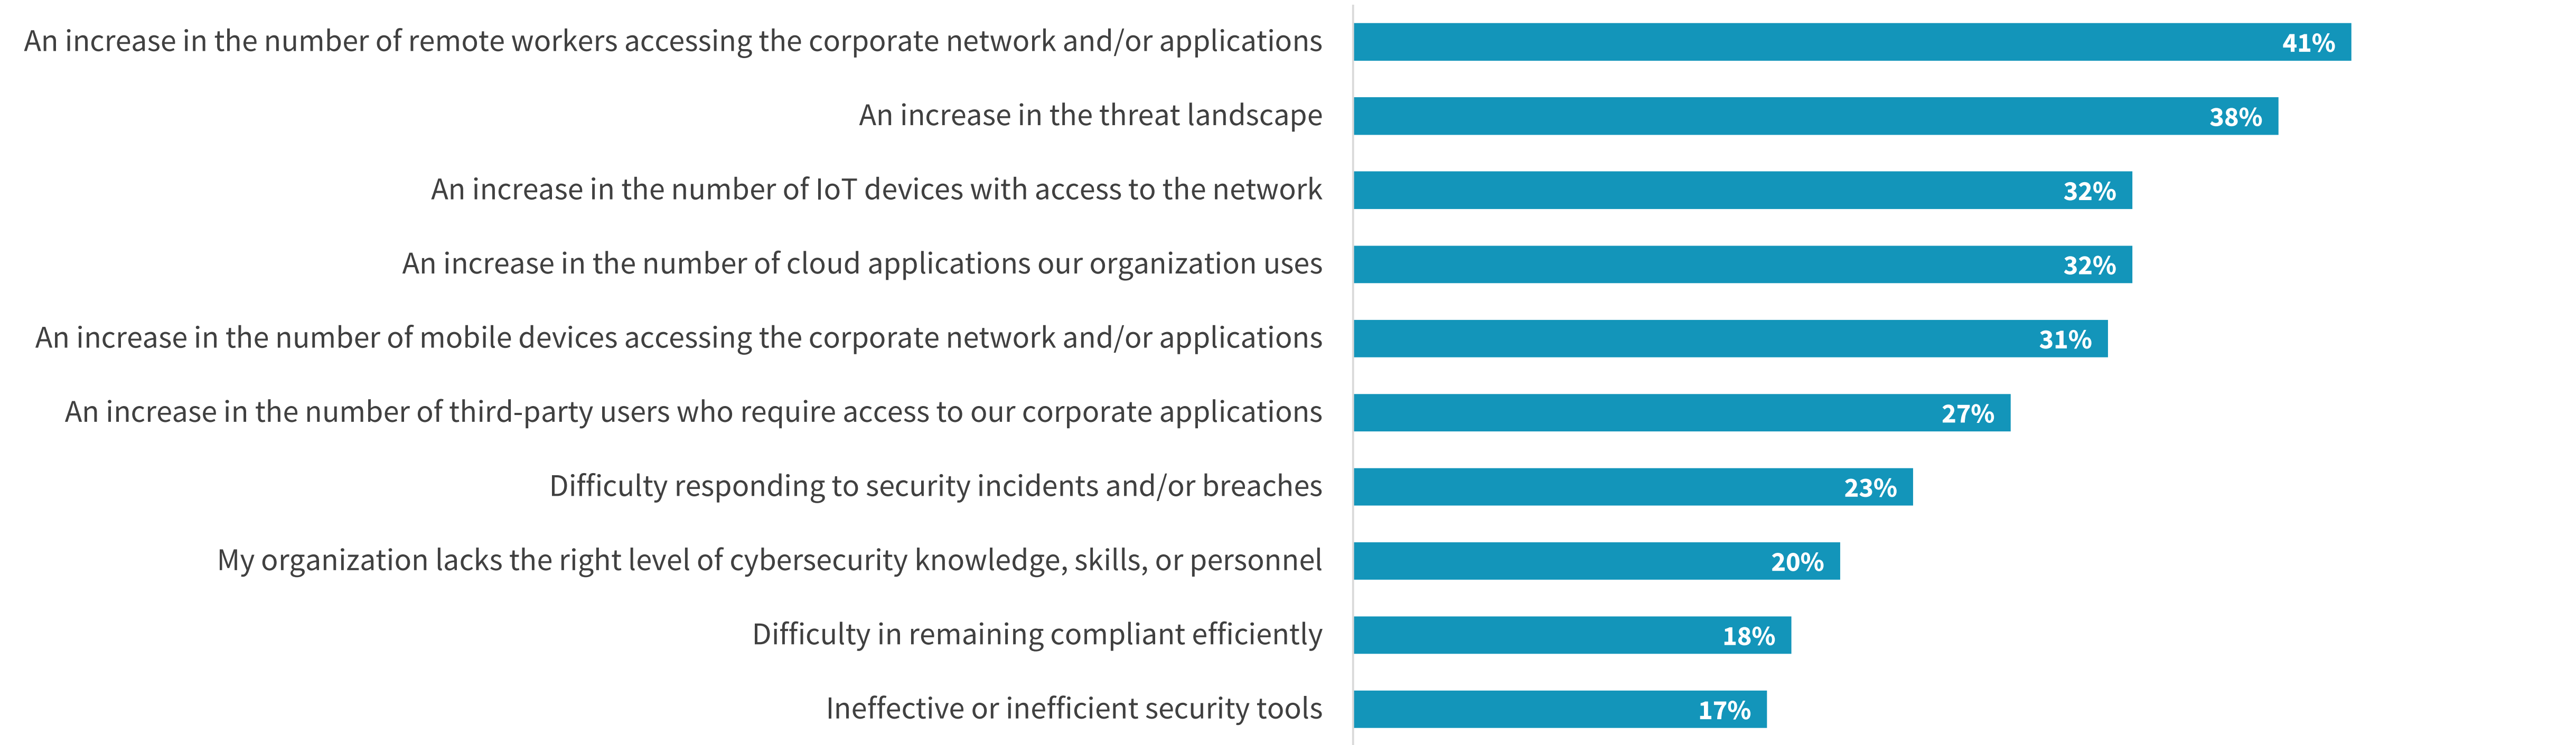 An increase in the number of remote workers accessing the corporate network and/or applications 41%
An increase in the threat landscape 38%
An increase in the number of IoT devices with access to the network 32%
An increase in the number of cloud applications our organization uses 32%
An increase in the number of mobile devices accessing the corporate network and/or applications 31%
An increase in the number of third-party users who require access to our corporate applications 27%
Difficulty responding to security incidents and/or breaches 23%
My organization lacks the right level of cybersecurity knowledge, skills, or personnel 20%
Difficulty in remaining compliant efficiently 18%
Ineffective or inefficient security tools 17%